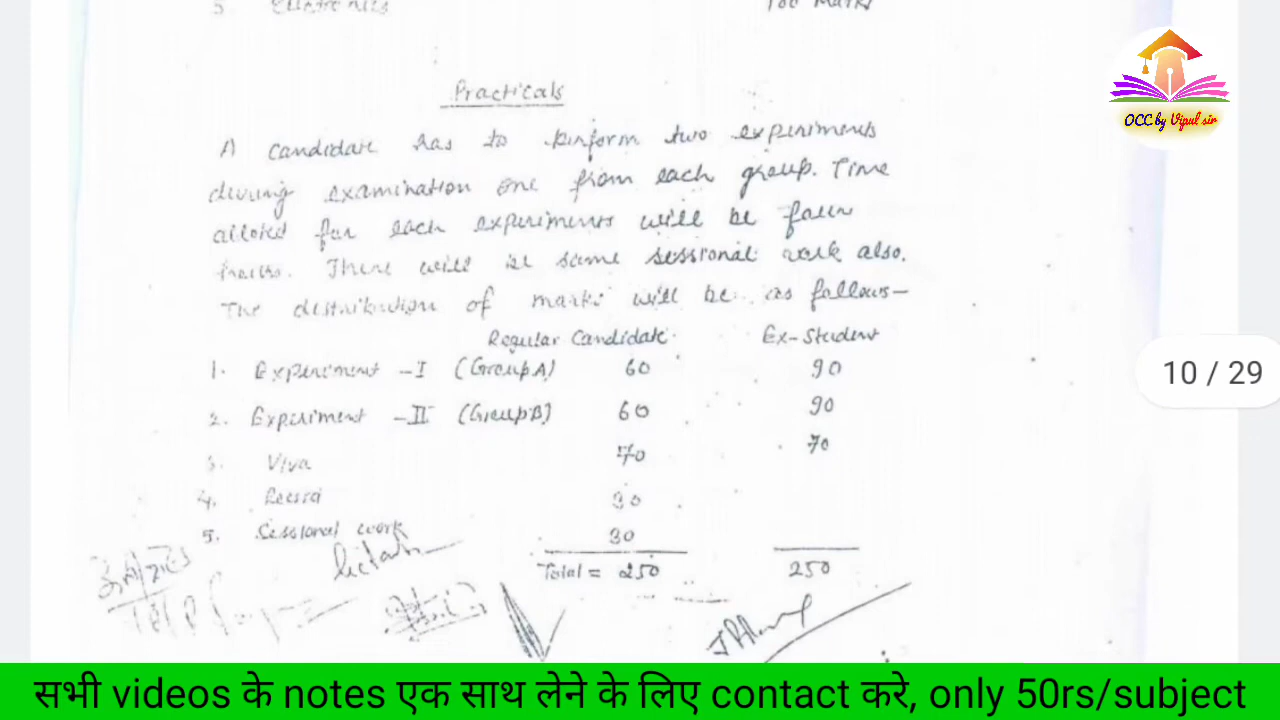 5 Electronics 100 Marks
Practicals
OCC by Vipul sir
A candidate has to perform two experiments
during examination one from each group. Time
alloted for each experiments will be four
hours. There will be some sessional work also.
The distribution of marks will be as follows—
Regular Candidate Ex-Student
1. Experiment -I (Group A) 60 90
10 / 29
2. Experiment -II (Group B) 60 90
3. Viva 70 70
4. Record 30
5. Sessional work 30
Total = 250 250
सभी videos के notes एक साथ लेने के लिए contact करे, only 50rs/subject